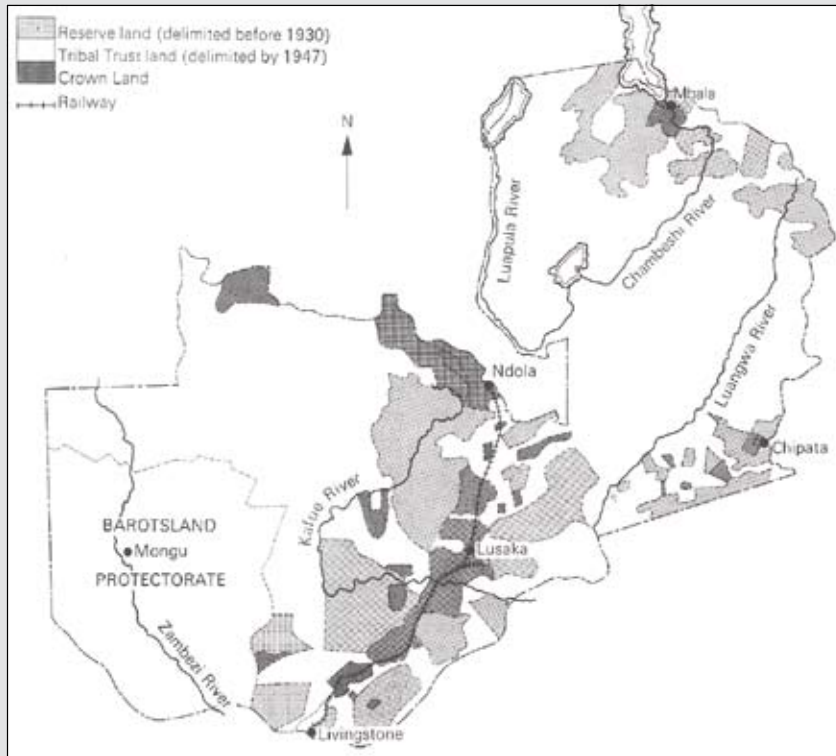 Reserve land (delimited before 1930)
Tribal Trust land (delimited by 1947)
Crown Land
Railway
N
Mbala
Luapula River
Chambeshi River
Luangwa River
Ndola
Chipata
Kafue River
BAROTSLAND
Mongu
PROTECTORATE
Lusaka
Zambezi River
Livingstone